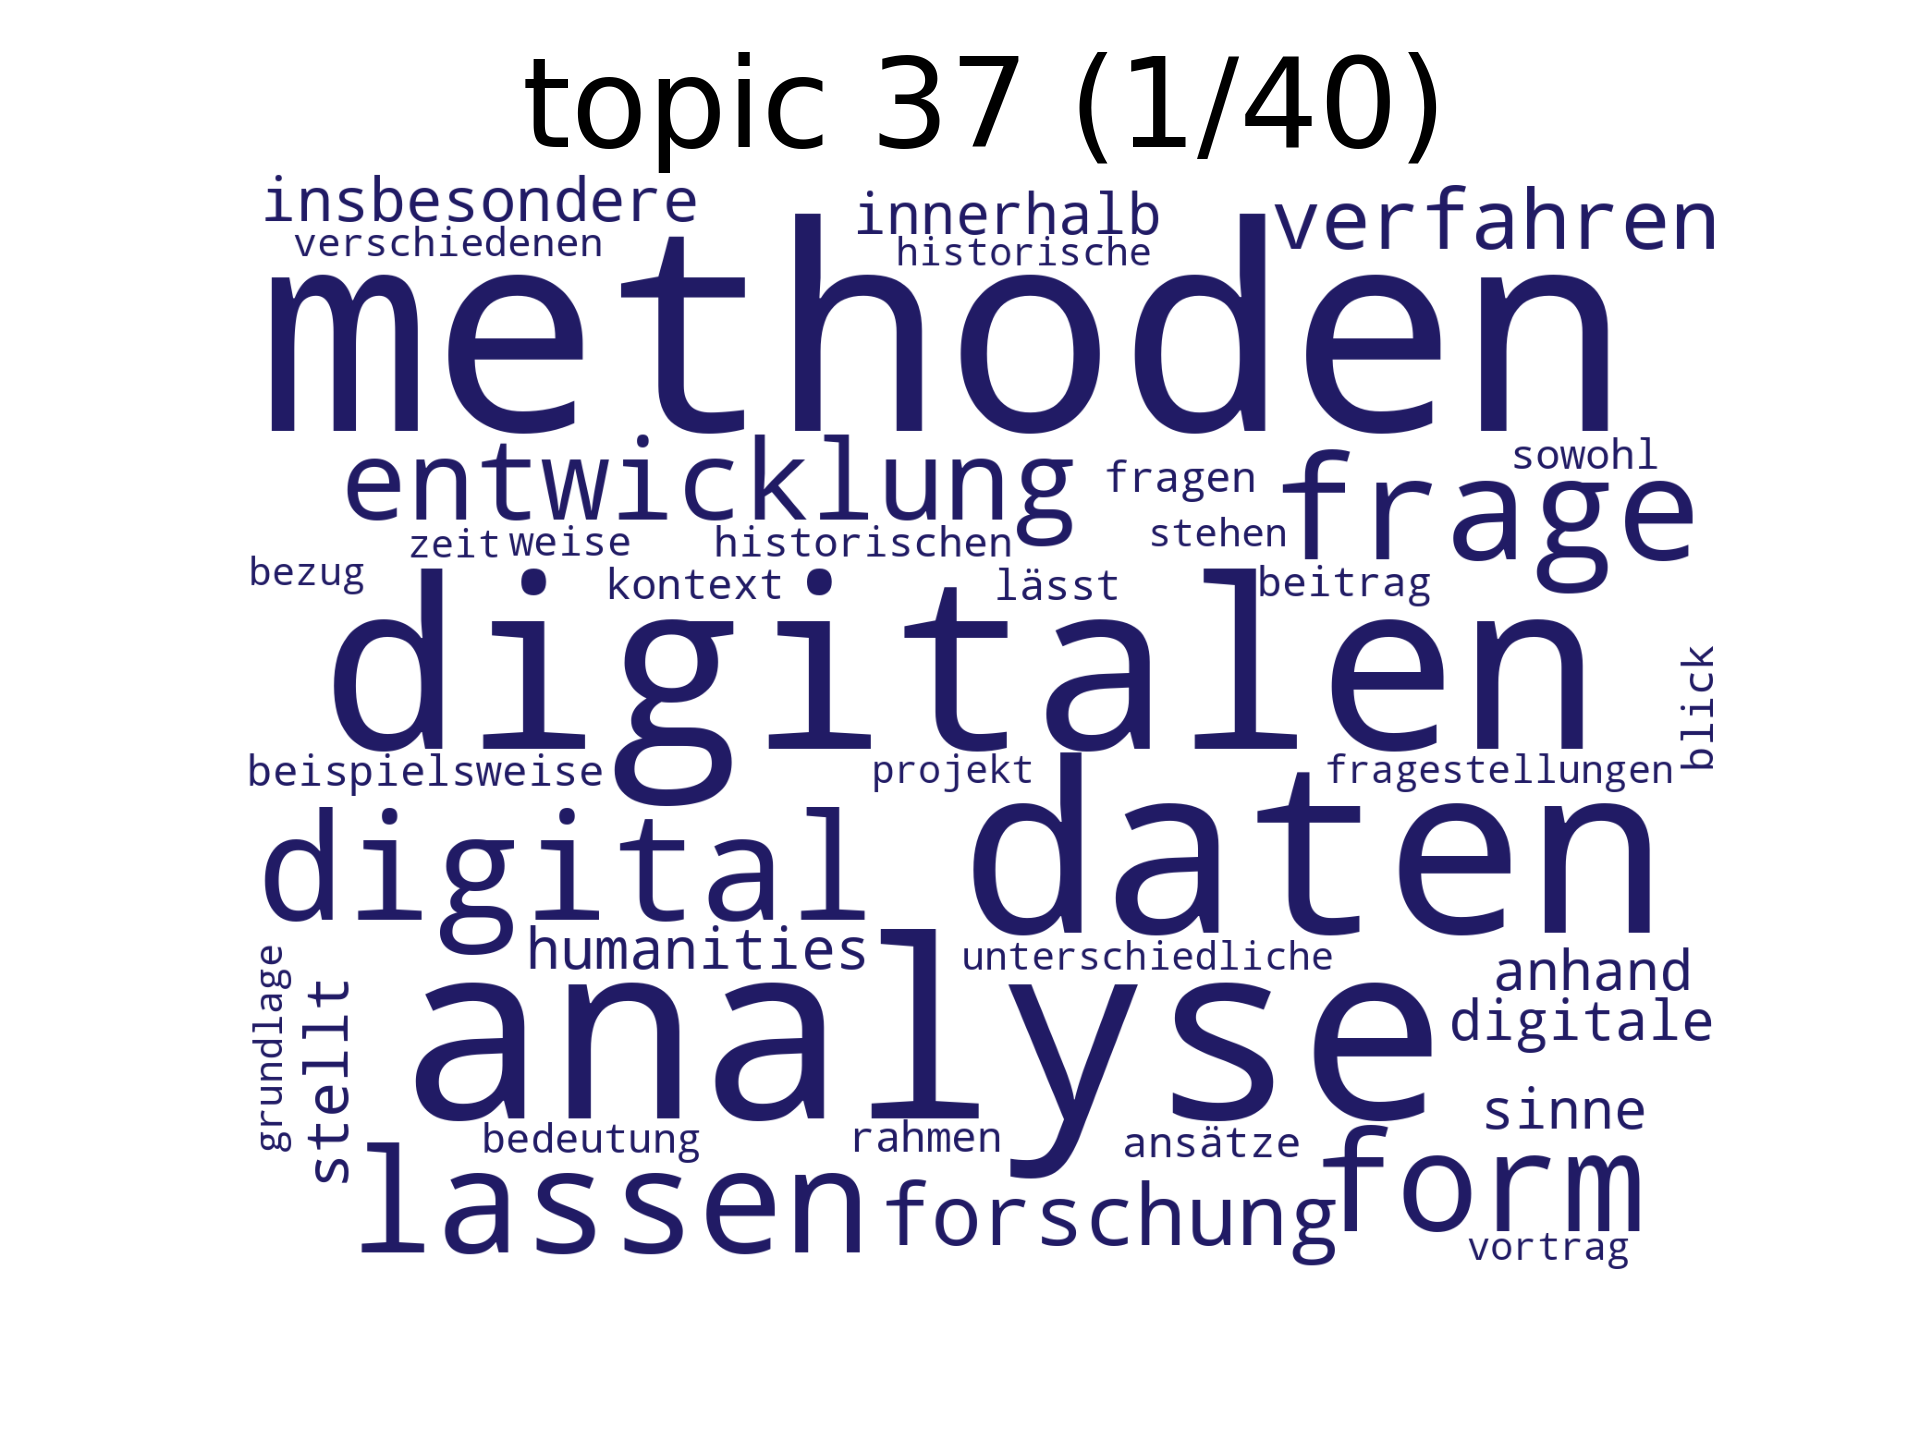 topic 37 (1/40)
insbesondere innerhalb verfahren
verschiedenen historische
methoden
entwicklung fragen frage sowohl
zeit weise historischen stehen
bezug kontext lässt beitrag
digitalen blick
beispielsweise projekt fragestellungen
digital daten
humanities unterschiedliche anhand
grundlage stellt analyse digitale
sinne
bedeutung rahmen ansätze
lassen forschung form
vortrag